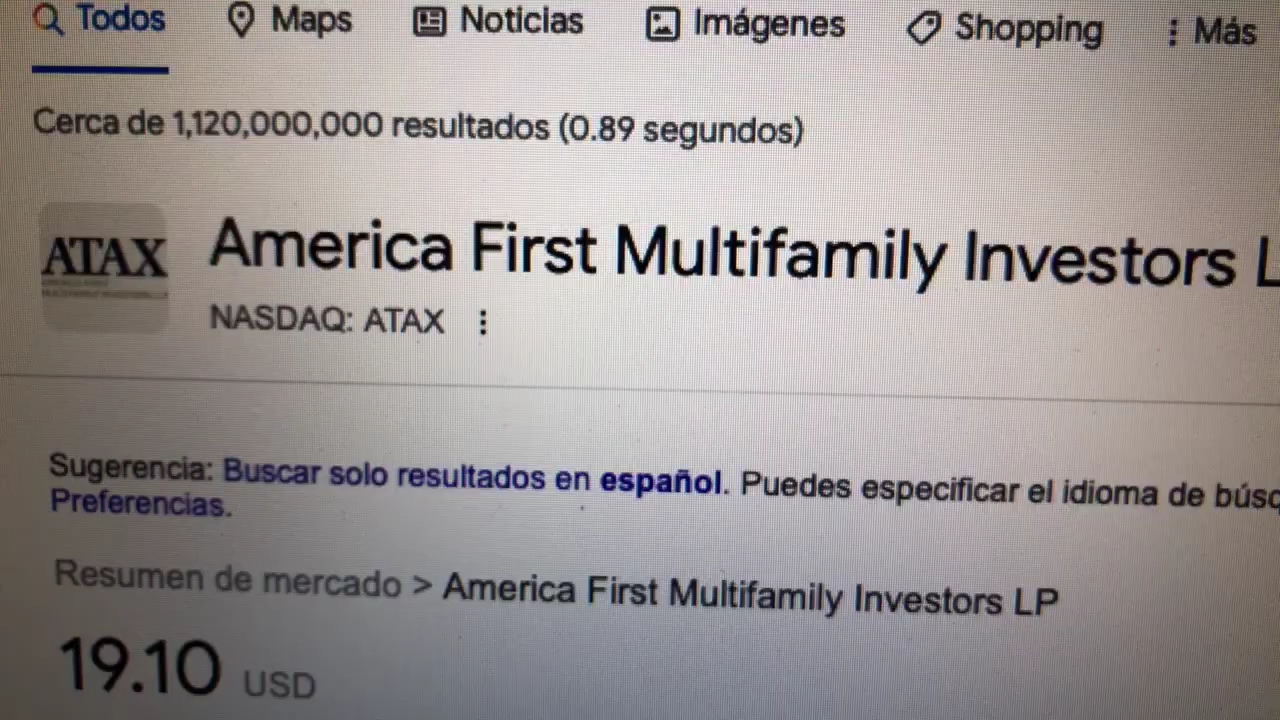 Todos Maps Noticias Imágenes Shopping Más
Cerca de 1,120,000,000 resultados (0.89 segundos)
ATAX
America First Multifamily Investors L
NASDAQ: ATAX
Sugerencia: Buscar solo resultados en español. Puedes especificar el idioma de búsq
Preferencias.
Resumen de mercado > America First Multifamily Investors LP
19.10 USD